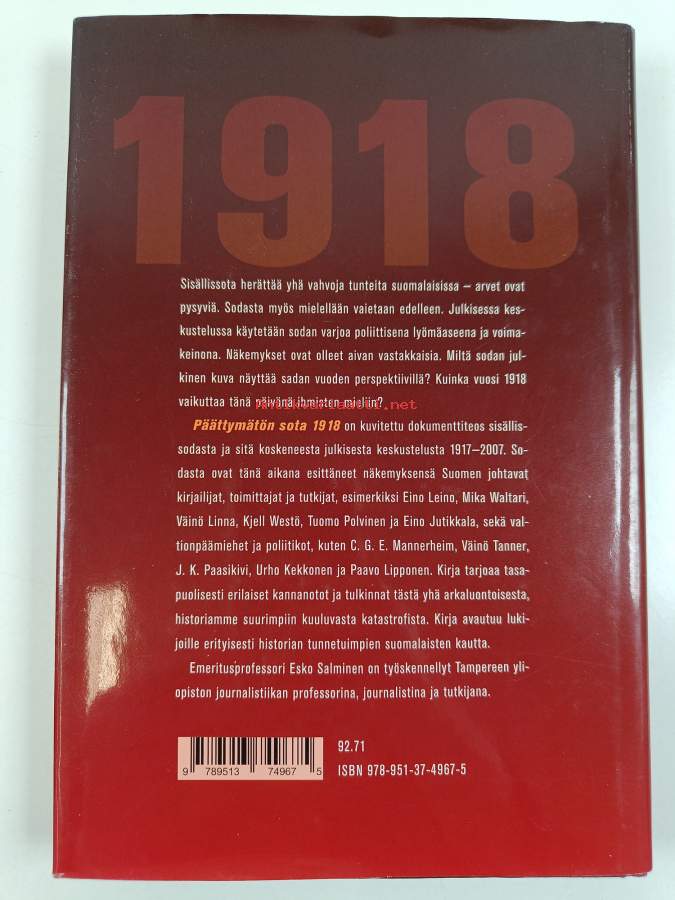 1918
Sisällissota herättää yhä vahvoja tunteita suomalaisissa – arvet ovat
pysyviä. Sodasta myös mielellään vaietaan edelleen. Julkisessa kes-
kustelussa käytetään sodan varjoa poliittisena lyömäaseena ja voima-
keinona. Näkemykset ovat olleet aivan vastakkaisia. Miltä sodan jul-
kinen kuva näyttää sadan vuoden perspektiivillä? Kuinka vuosi 1918
vaikuttaa tänä päivänä ihmisten mieliin?
Antikvariaatti.net
Päättymätön sota 1918 on kuvitettu dokumenttiteos sisällis-
sodasta ja sitä koskeneesta julkisesta keskustelusta 1917–2007. So-
dasta ovat tänä aikana esittäneet näkemyksensä Suomen johtavat
kirjailijat, toimittajat ja tutkijat, esimerkiksi Eino Leino, Mika Waltari,
Väinö Linna, Kjell Westö, Tuomo Polvinen ja Eino Jutikkala, sekä val-
tionpäämiehet ja poliitikot, kuten C. G. E. Mannerheim, Väinö Tanner,
J. K. Paasikivi, Urho Kekkonen ja Paavo Lipponen. Kirja tarjoaa tasa-
puolisesti erilaiset kannanotot ja tulkinnat tästä yhä arkaluontoisesta,
historiamme suurimpiin kuuluvasta katastrofista. Kirja avautuu luki-
joille erityisesti historian tunnetuimpien suomalaisten kautta.
Emeritusprofessori Esko Salminen on työskennellyt Tampereen yli-
opiston journalistiikan professorina, journalistina ja tutkijana.
92.71
ISBN 978-951-37-4967-5
9 789513 749675